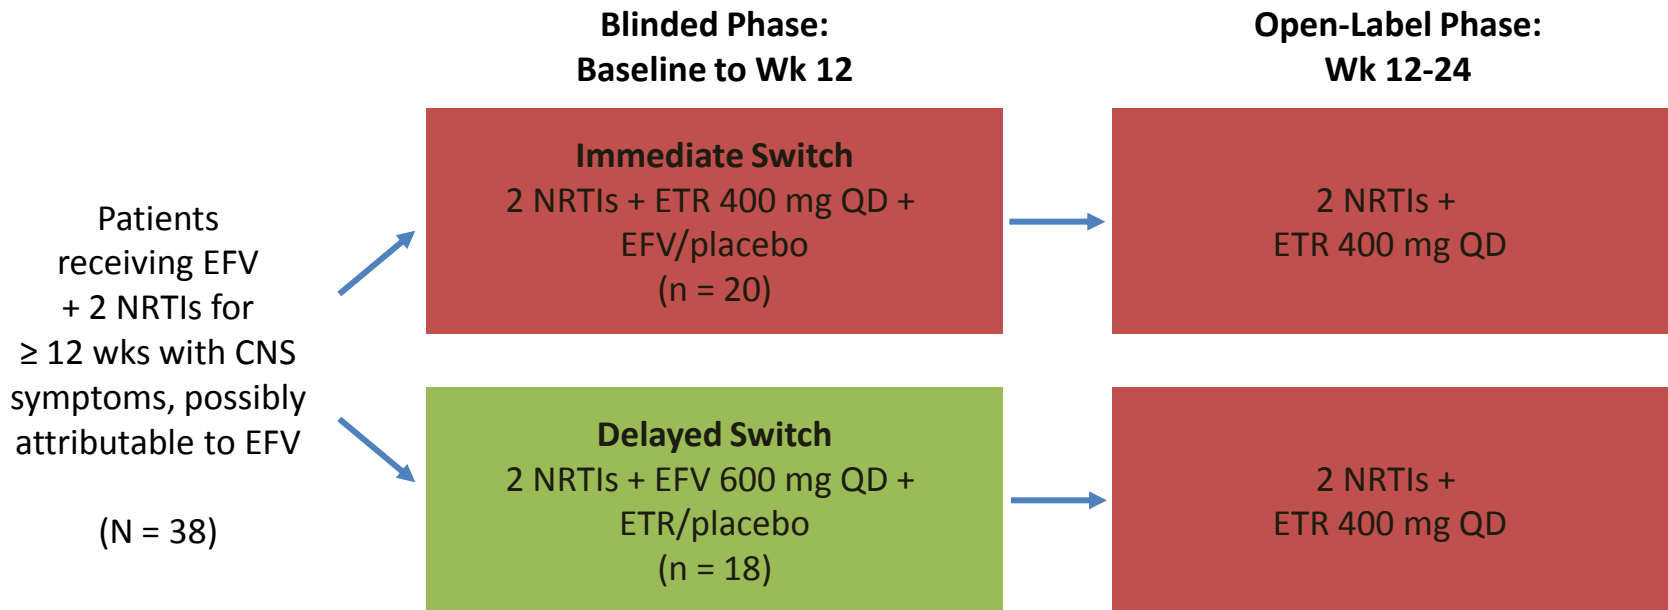 Blinded Phase:
Baseline to Wk 12
Open-Label Phase:
Wk 12-24
Patients
receiving EFV
+ 2 NRTIs for
≥ 12 wks with CNS
symptoms, possibly
attributable to EFV
(N = 38)
Immediate Switch
2 NRTIs + ETR 400 mg QD +
EFV/placebo
(n = 20)
2 NRTIs +
ETR 400 mg QD
Delayed Switch
2 NRTIs + EFV 600 mg QD +
ETR/placebo
(n = 18)
2 NRTIs +
ETR 400 mg QD